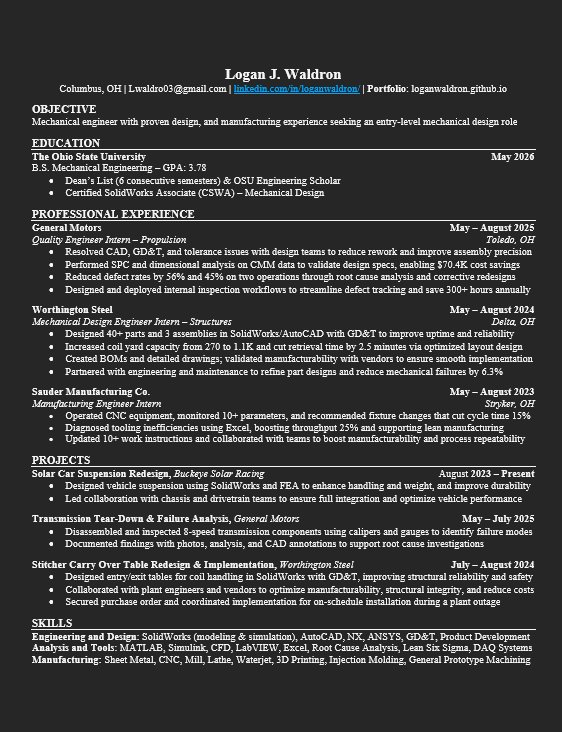 Logan J. Waldron
Columbus, OH | Lwaldro03@gmail.com | linkedin.com/in/loganwaldron/ | Portfolio: loganwaldron.github.io
OBJECTIVE
Mechanical engineer with proven design, and manufacturing experience seeking an entry-level mechanical design role
EDUCATION
The Ohio State University May 2026
B.S. Mechanical Engineering – GPA: 3.78
• Dean's List (6 consecutive semesters) & OSU Engineering Scholar
• Certified SolidWorks Associate (CSWA) – Mechanical Design
PROFESSIONAL EXPERIENCE
General Motors May – August 2025
Quality Engineer Intern – Propulsion Toledo, OH
• Resolved CAD, GD&T, and tolerance issues with design teams to reduce rework and improve assembly precision
• Performed SPC and dimensional analysis on CMM data to validate design specs, enabling $70.4K cost savings
• Reduced defect rates by 56% and 45% on two operations through root cause analysis and corrective redesigns
• Designed and deployed internal inspection workflows to streamline defect tracking and save 300+ hours annually
Worthington Steel May – August 2024
Mechanical Design Engineer Intern – Structures Delta, OH
• Designed 40+ parts and 3 assemblies in SolidWorks/AutoCAD with GD&T to improve uptime and reliability
• Increased coil yard capacity from 270 to 1.1K and cut retrieval time by 2.5 minutes via optimized layout design
• Created BOMs and detailed drawings; validated manufacturability with vendors to ensure smooth implementation
• Partnered with engineering and maintenance to refine part designs and reduce mechanical failures by 6.3%
Sauder Manufacturing Co. May – August 2023
Manufacturing Engineer Intern Stryker, OH
• Operated CNC equipment, monitored 10+ parameters, and recommended fixture changes that cut cycle time 15%
• Diagnosed tooling inefficiencies using Excel, boosting throughput 25% and supporting lean manufacturing
• Updated 10+ work instructions and collaborated with teams to boost manufacturability and process repeatability
PROJECTS
Solar Car Suspension Redesign, Buckeye Solar Racing August 2023 – Present
• Designed vehicle suspension using SolidWorks and FEA to enhance handling and weight, and improve durability
• Led collaboration with chassis and drivetrain teams to ensure full integration and optimize vehicle performance
Transmission Tear-Down & Failure Analysis, General Motors May – July 2025
• Disassembled and inspected 8-speed transmission components using calipers and gauges to identify failure modes
• Documented findings with photos, analysis, and CAD annotations to support root cause investigations
Stitcher Carry Over Table Redesign & Implementation, Worthington Steel July – August 2024
• Designed entry/exit tables for coil handling in SolidWorks with GD&T, improving structural reliability and safety
• Collaborated with plant engineers and vendors to optimize manufacturability, structural integrity, and reduce costs
• Secured purchase order and coordinated implementation for on-schedule installation during a plant outage
SKILLS
Engineering and Design: SolidWorks (modeling & simulation), AutoCAD, NX, ANSYS, GD&T, Product Development
Analysis and Tools: MATLAB, Simulink, CFD, LabVIEW, Excel, Root Cause Analysis, Lean Six Sigma, DAQ Systems
Manufacturing: Sheet Metal, CNC, Mill, Lathe, Waterjet, 3D Printing, Injection Molding, General Prototype Machining